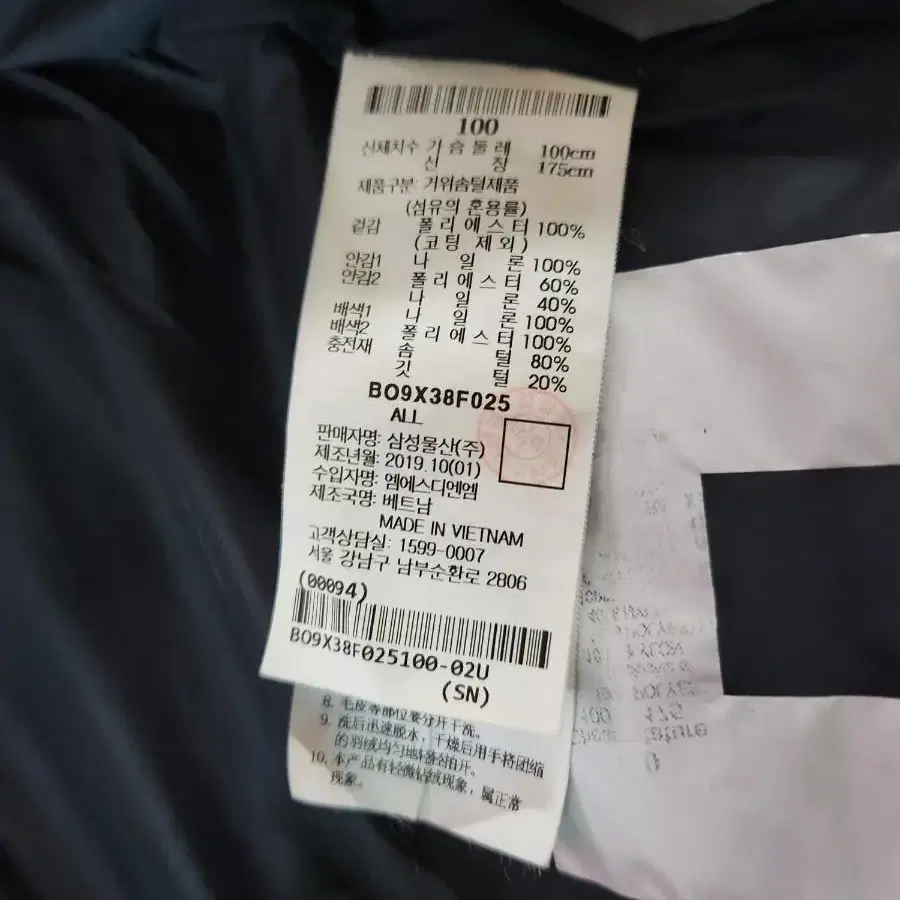 100
신체치수 가 슴 둘 레 100cm
신 장 175cm
제품구분: 거위솜털제품
(섬유의 혼용률)
겉감 폴 리 에 스 터 100%
(코 팅 제 외)
안감1 나 일 론 100%
안감2 폴 리 에 스 터 60%
나 일 론 40%
배색1 나 일 론 100%
배색2 폴 리 에 스 터 100%
충전재 솜 털 80%
깃 털 20%
BO9X38F025
ALL
판매자명: 삼성물산(주)
제조년월: 2019.10(01)
수입자명: 엠에스디엔엠
제조국명: 베트남
MADE IN VIETNAM
고객상담실: 1599-0007
서울 강남구 남부순환로 2806
(00094)
BO9X38F025100-02U
(SN)
8. 毛皮等部位要分开干洗。
9. 洗后迅速脱水，干燥后用手将团缩
的羽绒均匀地
10. 本产品有轻微钻绒现象，属正常
现象。